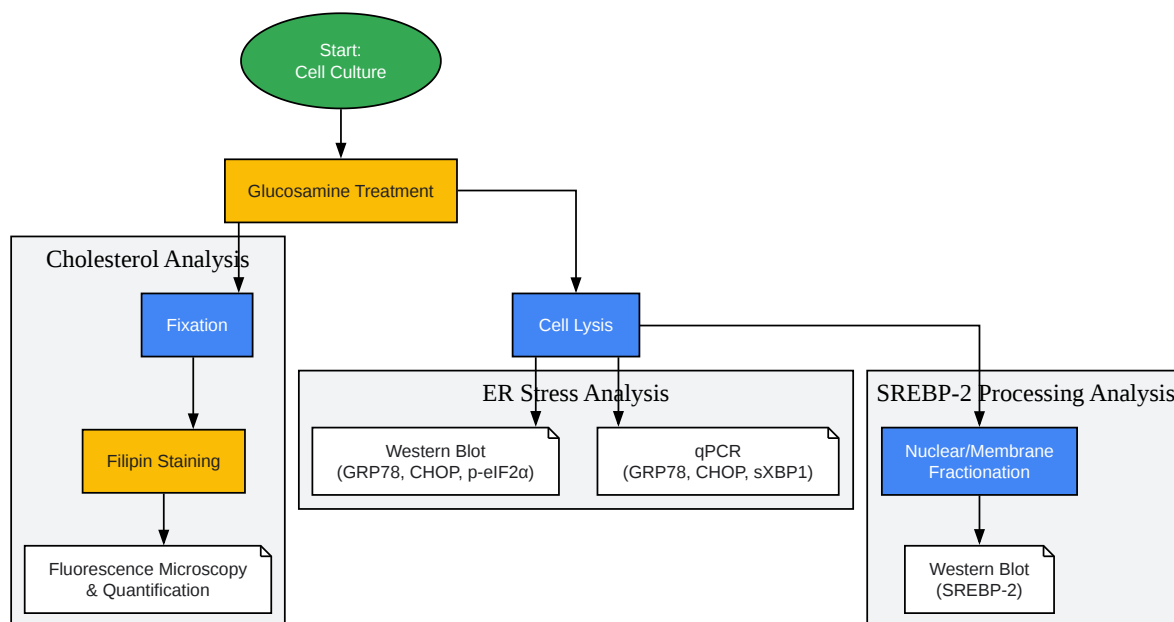 Start:
Cell Culture
Glucosamine Treatment
Cholesterol Analysis
Fixation
Filipin Staining
Fluorescence Microscopy
& Quantification
Cell Lysis
ER Stress Analysis
Western Blot
(GRP78, CHOP, p-eIF2α)
qPCR
(GRP78, CHOP, sXBP1)
SREBP-2 Processing Analysis
Nuclear/Membrane
Fractionation
Western Blot
(SREBP-2)